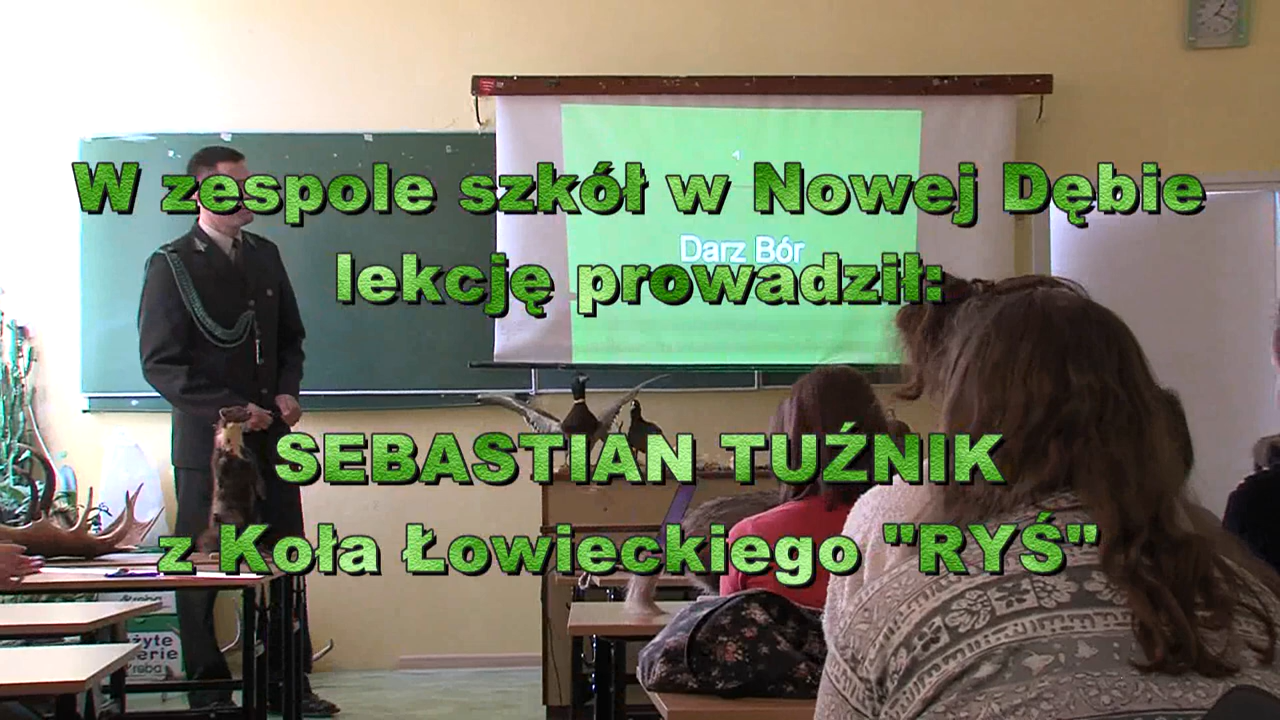 W zespole szkół w Nowej Dębie
Darz Bór
lekcję prowadził:
SEBASTIAN TUŹNIK
z Koła Łowieckiego "RYŚ"